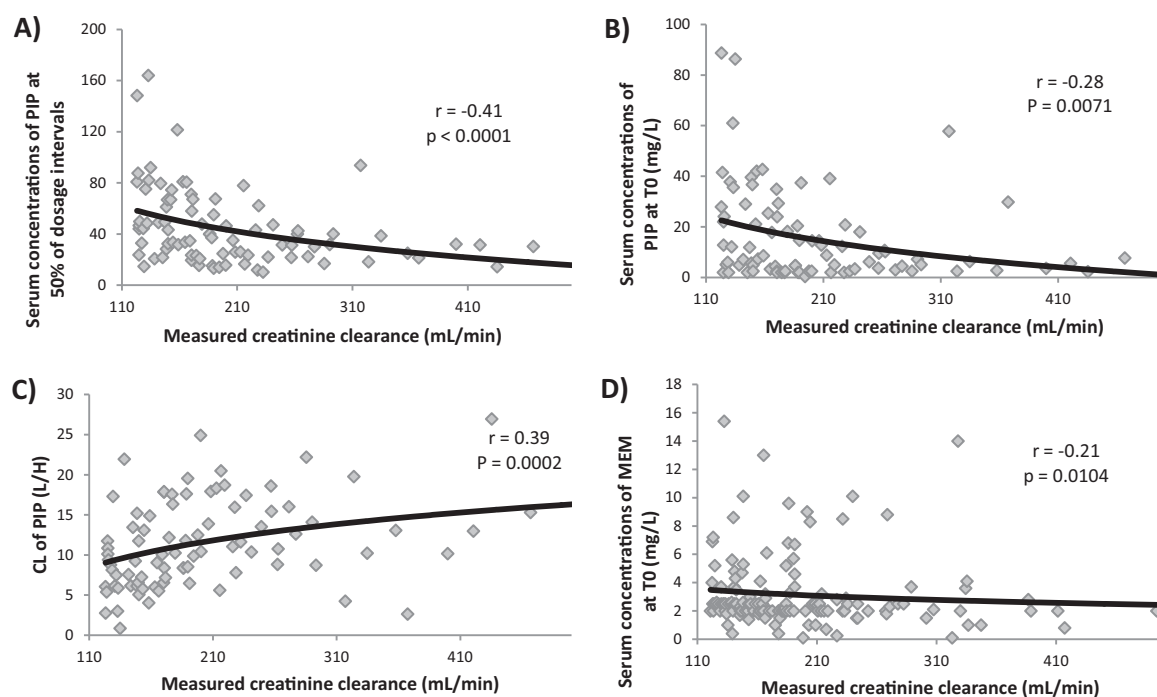 A)
Serum concentrations of PIP at
50% of dosage intervals
200
160
120
80
40
0
r = -0.41
p < 0.0001
110
210
310
410
Measured creatinine clearance (mL/min)
B)
Serum concentrations of
PIP at T0 (mg/L)
100
80
60
40
20
0
r = -0.28
P = 0.0071
110
210
310
410
Measured creatinine clearance (mL/min)
C)
CL of PIP (L/H)
30
25
20
15
10
5
0
r = 0.39
P = 0.0002
110
210
310
410
Measured creatinine clearance (mL/min)
D)
Serum concentrations of MEM
at T0 (mg/L)
18
16
14
12
10
8
6
4
2
0
r = -0.21
p = 0.0104
110
210
310
410
Measured creatinine clearance (mL/min)